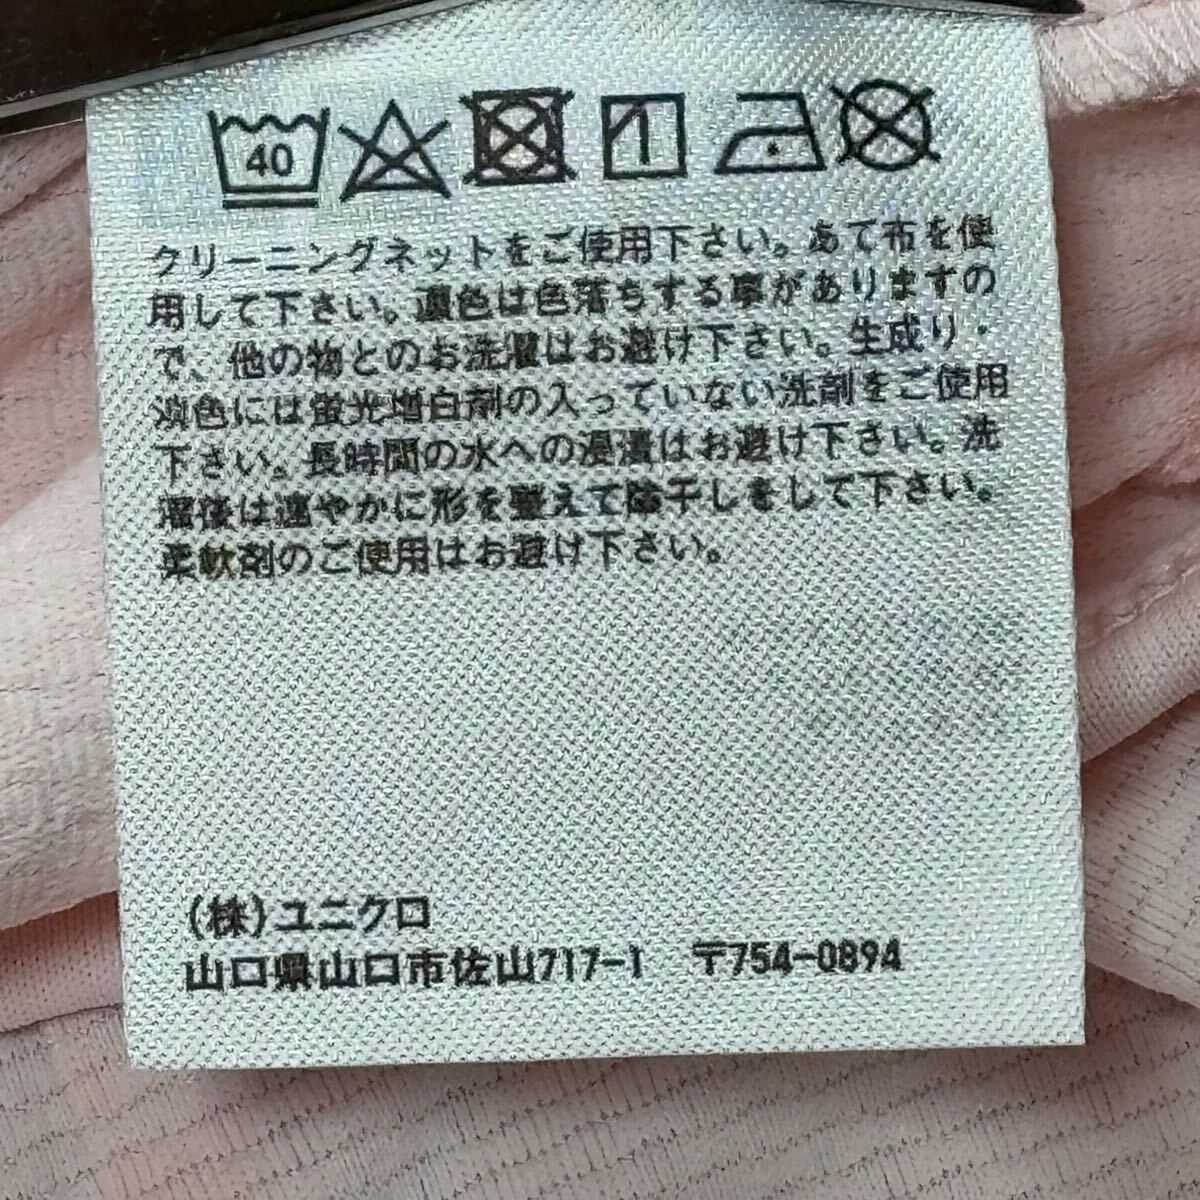 40
クリーニングネットをご使用下さい。あて布を使
用して下さい。濃色は色落ちする事がありますの
で、他の物とのお洗濯はお避け下さい。生成り・
淡色には蛍光増白剤の入っていない洗剤をご使用
下さい。長時間の水への浸漬はお避け下さい。洗
濯後は速やかに形を整えて陰干しをして下さい。
柔軟剤のご使用はお避け下さい。
(株)ユニクロ
山口県山口市佐山717-1 〒754-0894